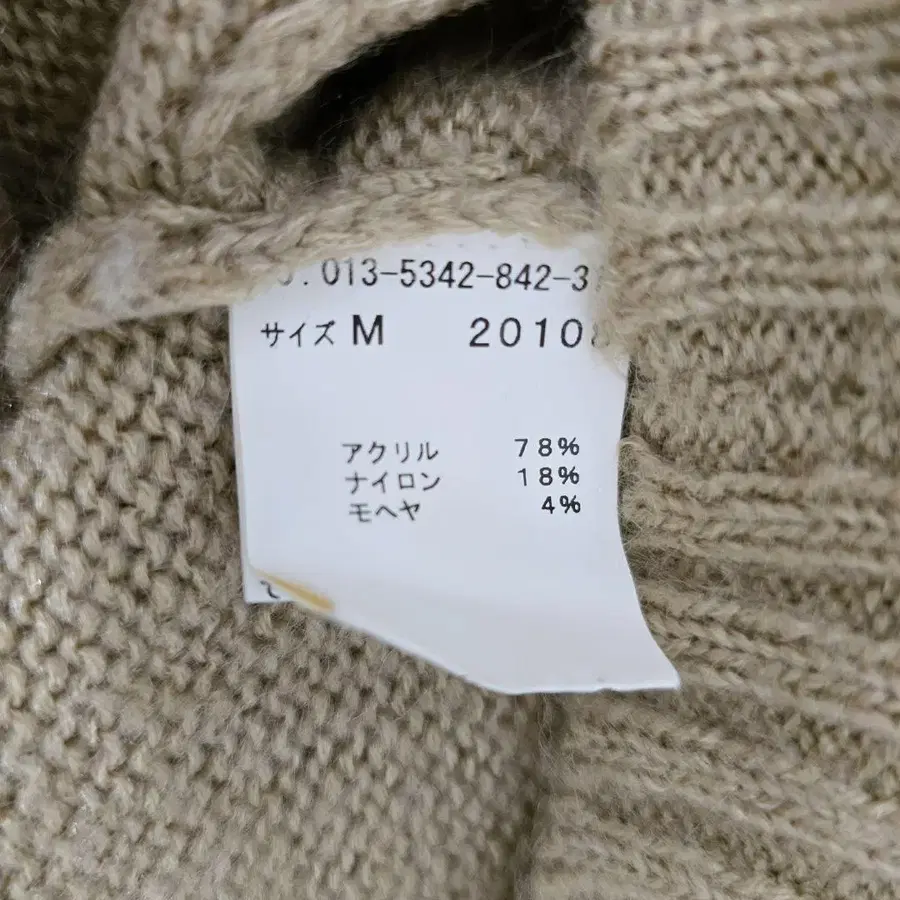 .013-5342-842-3
サイズ M 2010
アクリル 78%
ナイロン 18%
モヘヤ 4%